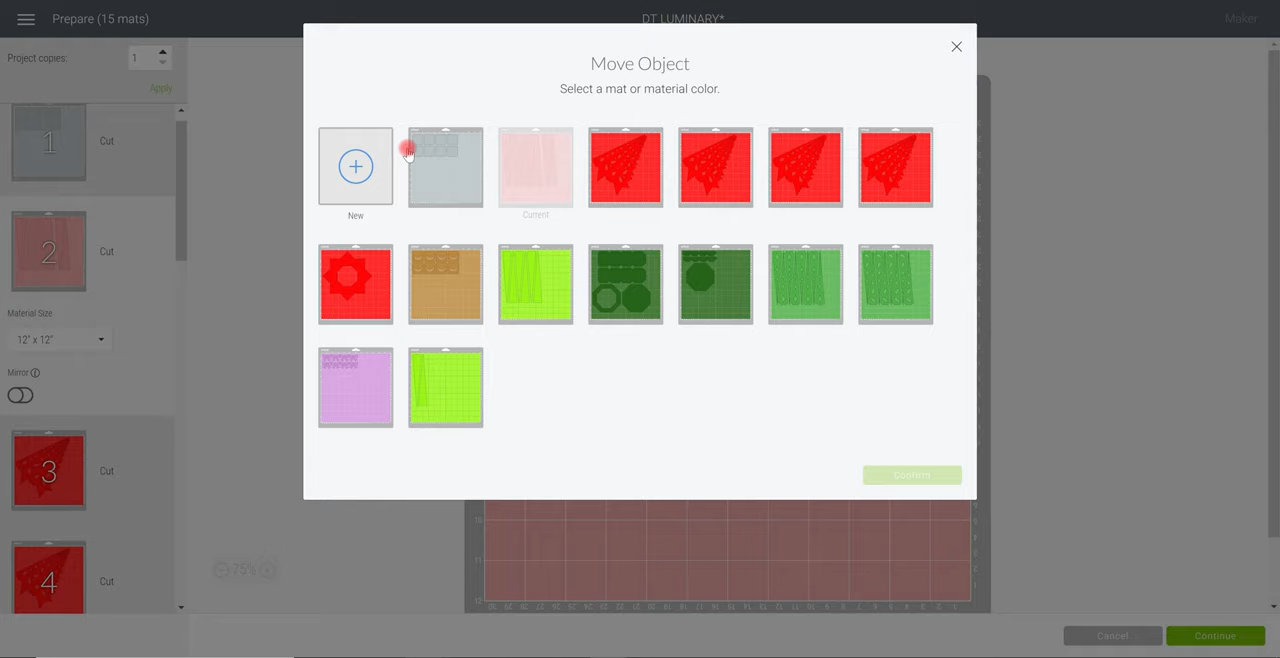 Prepare (15 mats)
DT LUMINARY*
Maker
Project copies:
1
Apply
Move Object
Select a mat or material color.
New
Current
1
Cut
2
Cut
Material Size
12" x 12"
Mirror
3
Cut
4
Cut
Confirm
75%
Cancel
Continue